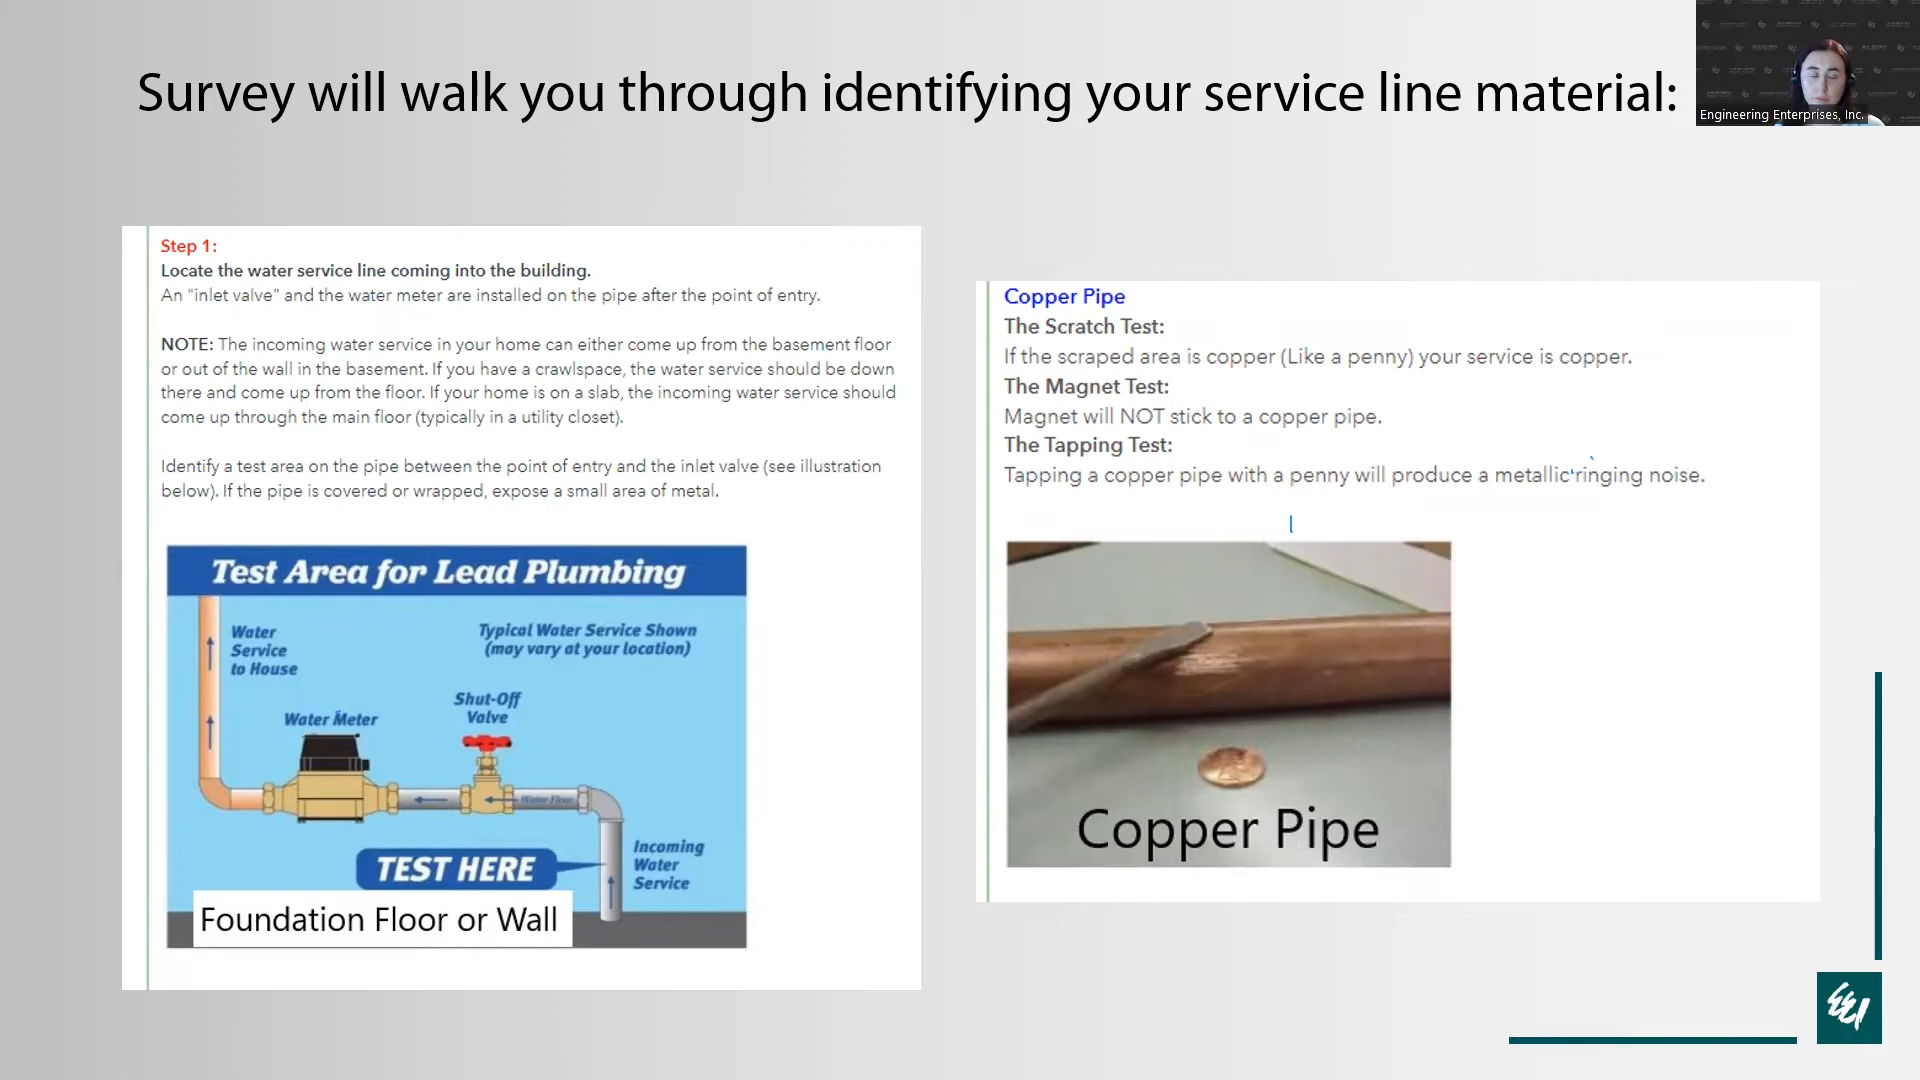 Survey will walk you through identifying your service line material:
Engineering Enterprises, Inc.
Step 1:
Locate the water service line coming into the building.
An "inlet valve" and the water meter are installed on the pipe after the point of entry.
NOTE: The incoming water service in your home can either come up from the basement floor
or out of the wall in the basement. If you have a crawlspace, the water service should be down
there and come up from the floor. If your home is on a slab, the incoming water service should
come up through the main floor (typically in a utility closet).
Identify a test area on the pipe between the point of entry and the inlet valve (see illustration
below). If the pipe is covered or wrapped, expose a small area of metal.
Test Area for Lead Plumbing
Water
Service
to House
Typical Water Service Shown
(may vary at your location)
Shut-Off
Valve
Water Meter
Water Flow
TEST HERE
Incoming
Water
Service
Foundation Floor or Wall
Copper Pipe
The Scratch Test:
If the scraped area is copper (Like a penny) your service is copper.
The Magnet Test:
Magnet will NOT stick to a copper pipe.
The Tapping Test:
Tapping a copper pipe with a penny will produce a metallic ringing noise.
Copper Pipe
EEI